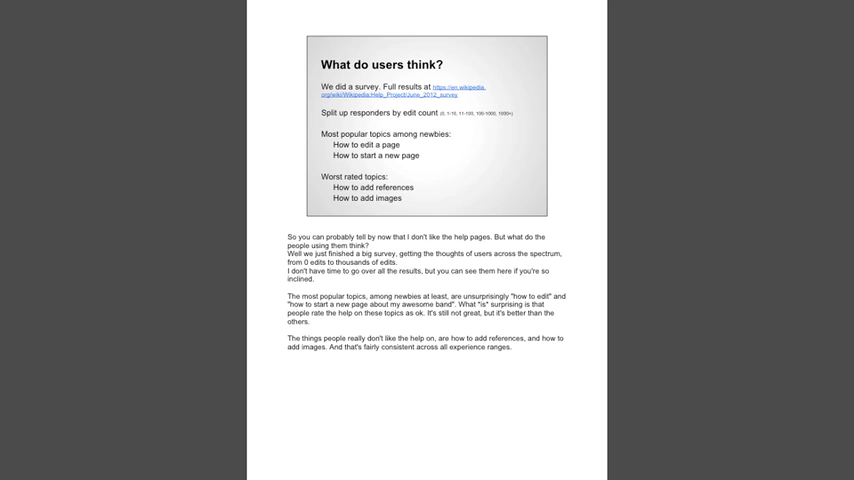 What do users think?
We did a survey. Full results at https://en.wikipedia.
org/wiki/Wikipedia:Help_Project/June_2012_survey
Split up responders by edit count (0, 1-10, 11-100, 100-1000, 1000+)
Most popular topics among newbies:
How to edit a page
How to start a new page
Worst rated topics:
How to add references
How to add images
So you can probably tell by now that I don't like the help pages. But what do the
people using them think?
Well we just finished a big survey, getting the thoughts of users across the spectrum,
from 0 edits to thousands of edits.
I don't have time to go over all the results, but you can see them here if you're so
inclined.
The most popular topics, among newbies at least, are unsurprisingly "how to edit" and
"how to start a new page about my awesome band". What *is* surprising is that
people rate the help on these topics as ok. It's still not great, but it's better than the
others.
The things people really don't like the help on, are how to add references, and how to
add images. And that's fairly consistent across all experience ranges.